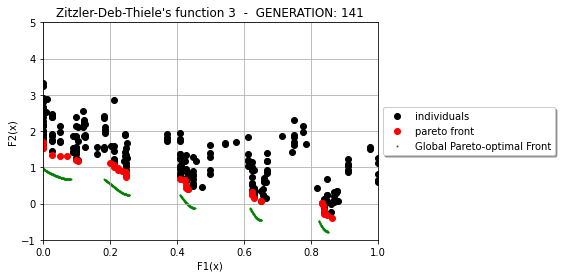 Zitzler-Deb-Thiele's function 3 - GENERATION: 141
5
4
3
2
1
0
-1
F2(x)
0.0 0.2 0.4 0.6 0.8 1.0
F1(x)
individuals
pareto front
Global Pareto-optimal Front